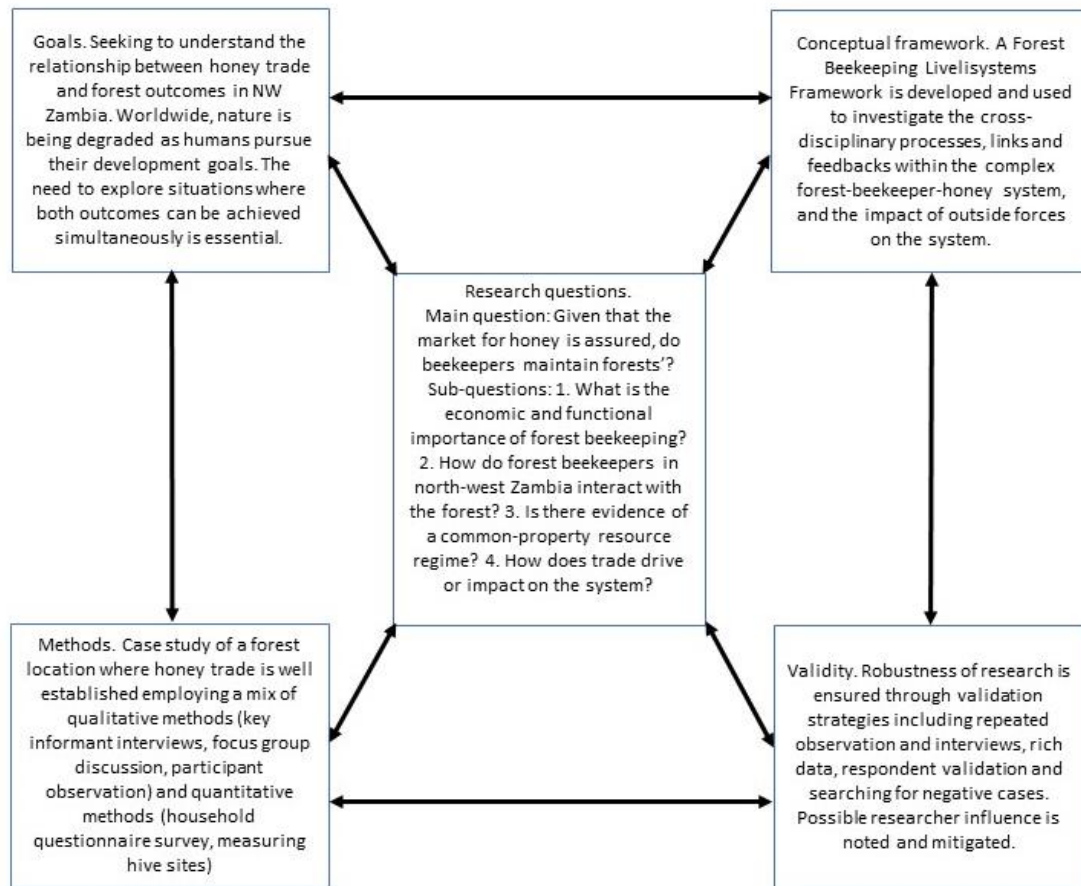 Goals. Seeking to understand the
relationship between honey trade
and forest outcomes in NW
Zambia. Worldwide, nature is
being degraded as humans pursue
their development goals. The
need to explore situations where
both outcomes can be achieved
simultaneously is essential.
Conceptual framework. A Forest
Beekeeping Livelisystems
Framework is developed and used
to investigate the cross-
disciplinary processes, links and
feedbacks within the complex
forest-beekeeper-honey system,
and the impact of outside forces
on the system.
Research questions.
Main question: Given that the
market for honey is assured, do
beekeepers maintain forests'?
Sub-questions: 1. What is the
economic and functional
importance of forest beekeeping?
2. How do forest beekeepers in
north-west Zambia interact with
the forest? 3. Is there evidence of
a common-property resource
regime? 4. How does trade drive
or impact on the system?
Methods. Case study of a forest
location where honey trade is well
established employing a mix of
qualitative methods (key
informant interviews, focus group
discussion, participant
observation) and quantitative
methods (household
questionnaire survey, measuring
hive sites)
Validity. Robustness of research is
ensured through validation
strategies including repeated
observation and interviews, rich
data, respondent validation and
searching for negative cases.
Possible researcher influence is
noted and mitigated.